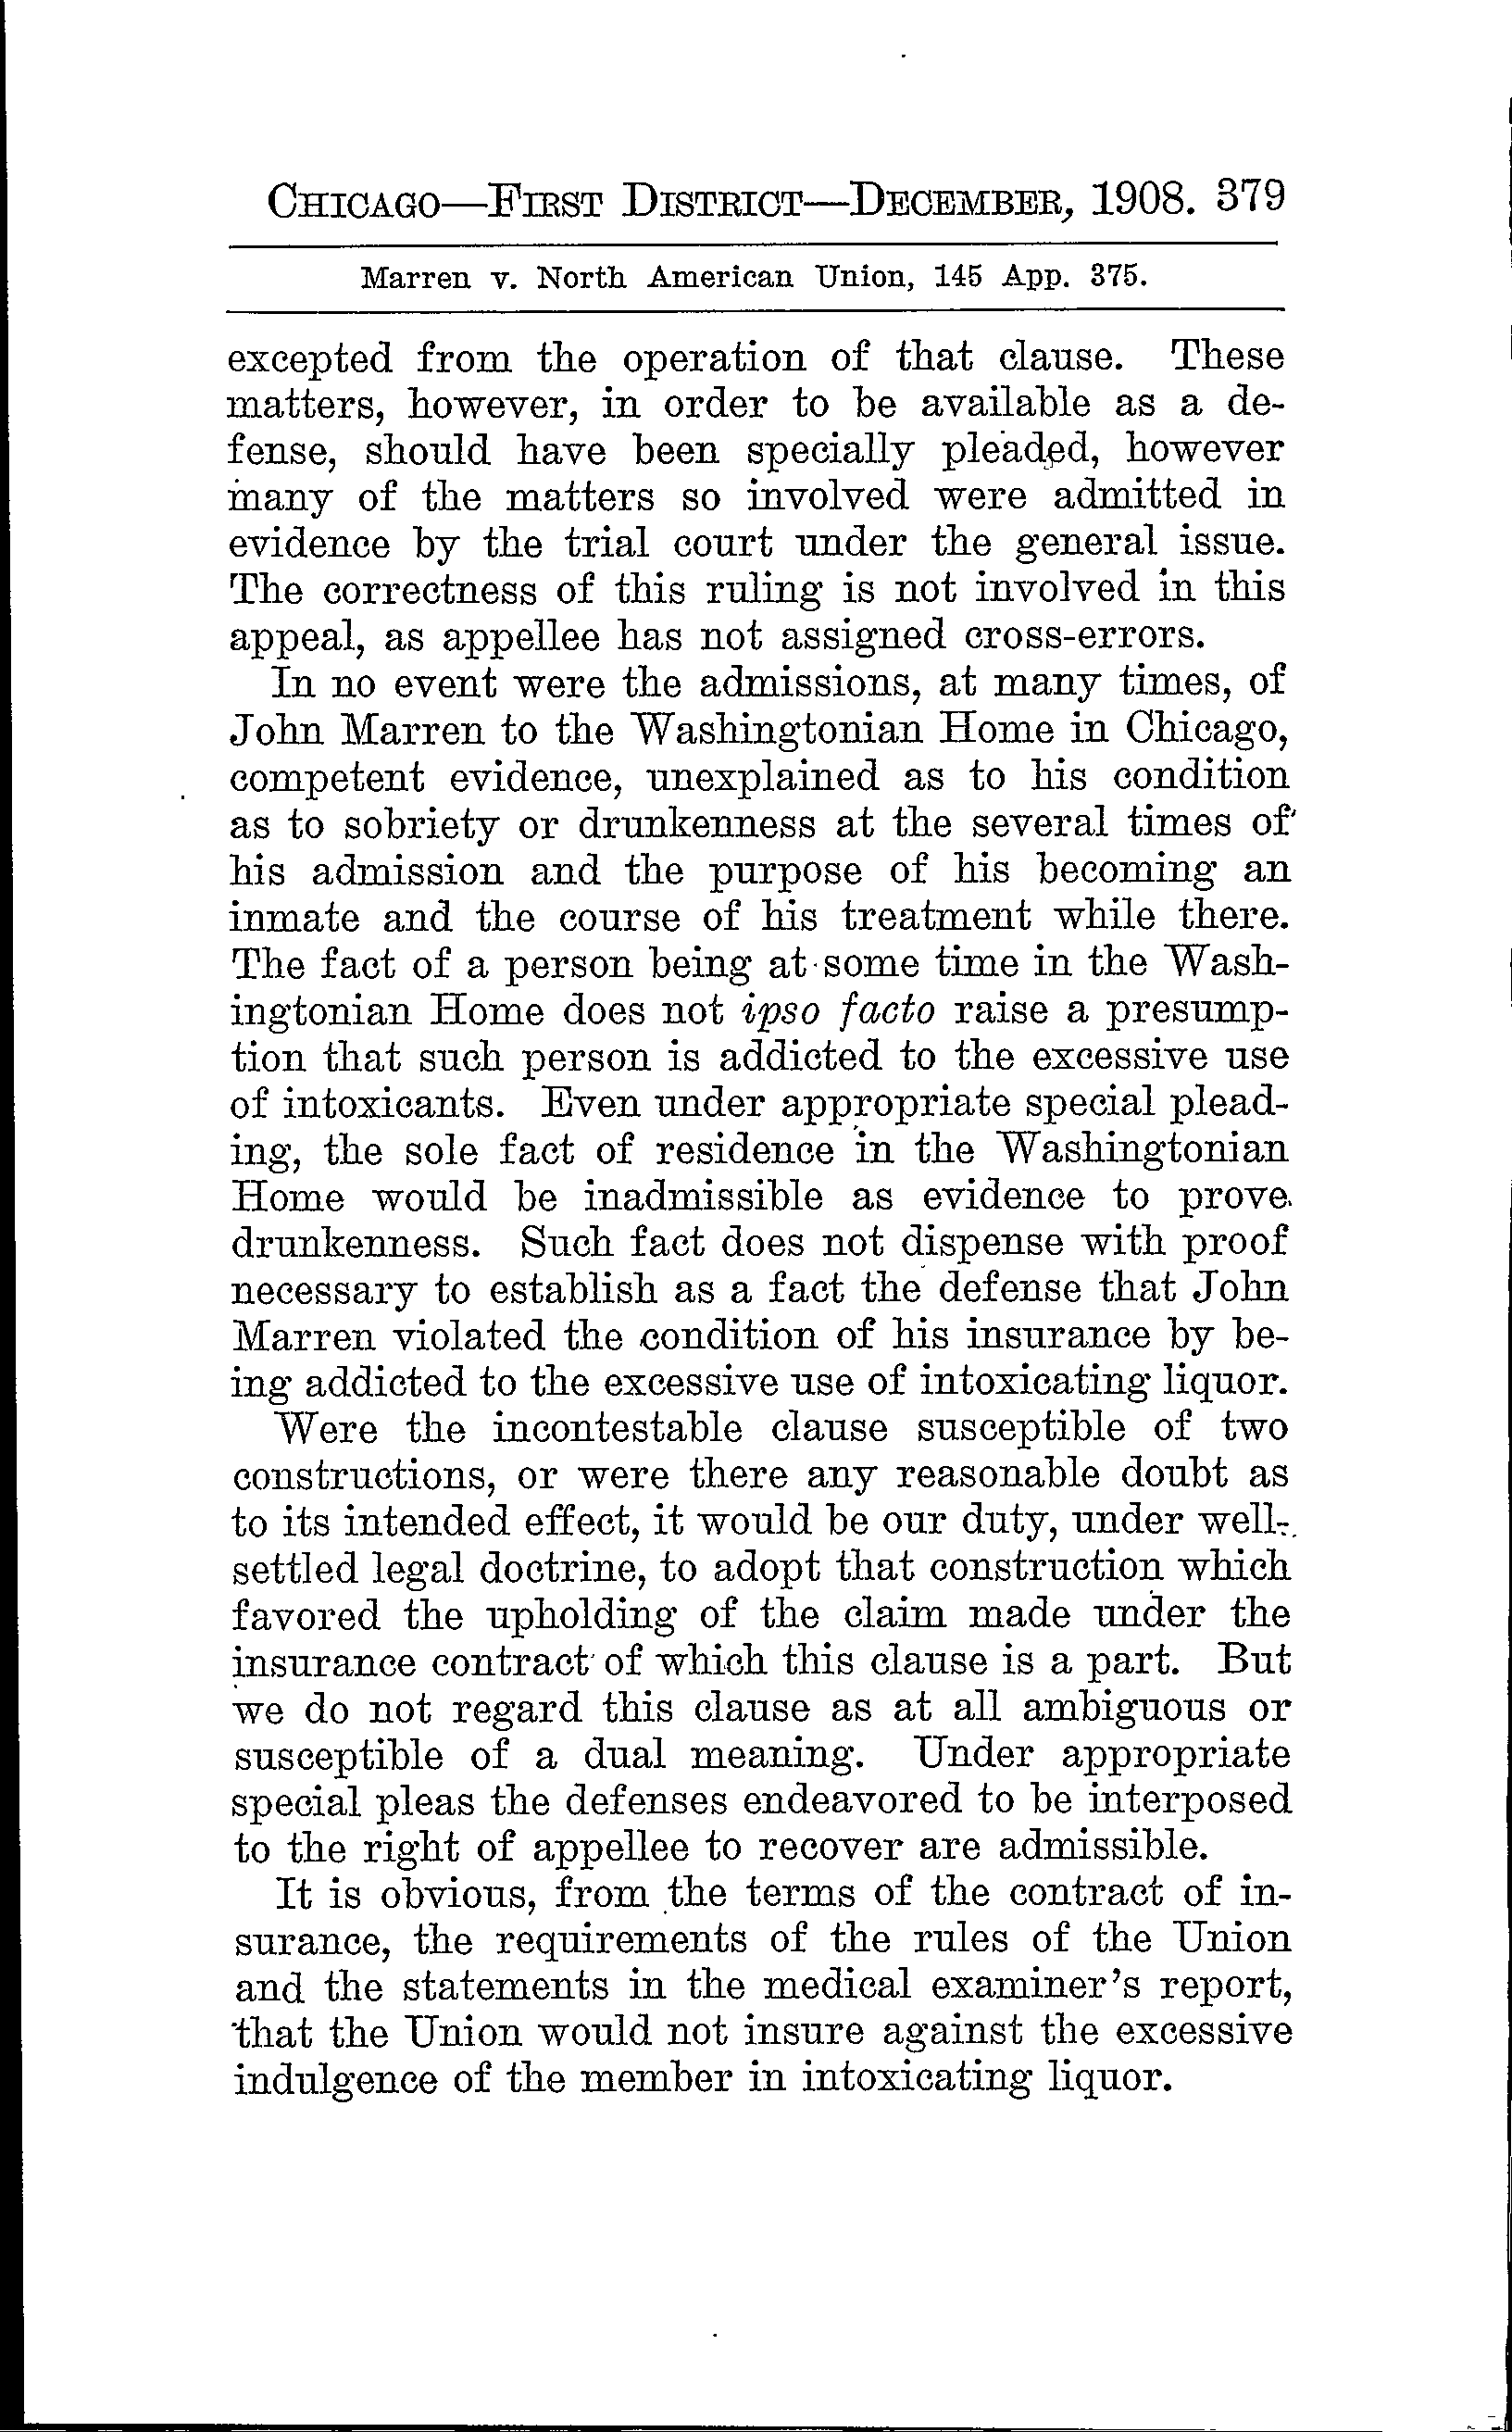 CHICAGO—FIRST DISTRICT—DECEMBER, 1908. 379
Marren v. North American Union, 145 App. 375.
excepted from the operation of that clause. These
matters, however, in order to be available as a de-
fense, should have been specially pleaded, however
many of the matters so involved were admitted in
evidence by the trial court under the general issue.
The correctness of this ruling is not involved in this
appeal, as appellee has not assigned cross-errors.
In no event were the admissions, at many times, of
John Marren to the Washingtonian Home in Chicago,
competent evidence, unexplained as to his condition
as to sobriety or drunkenness at the several times of
his admission and the purpose of his becoming an
inmate and the course of his treatment while there.
The fact of a person being at some time in the Wash-
ingtonian Home does not ipso facto raise a presump-
tion that such person is addicted to the excessive use
of intoxicants. Even under appropriate special plead-
ing, the sole fact of residence in the Washingtonian
Home would be inadmissible as evidence to prove
drunkenness. Such fact does not dispense with proof
necessary to establish as a fact the defense that John
Marren violated the condition of his insurance by be-
ing addicted to the excessive use of intoxicating liquor.
Were the incontestable clause susceptible of two
constructions, or were there any reasonable doubt as
to its intended effect, it would be our duty, under well-
settled legal doctrine, to adopt that construction which
favored the upholding of the claim made under the
insurance contract of which this clause is a part. But
we do not regard this clause as at all ambiguous or
susceptible of a dual meaning. Under appropriate
special pleas the defenses endeavored to be interposed
to the right of appellee to recover are admissible.
It is obvious, from the terms of the contract of in-
surance, the requirements of the rules of the Union
and the statements in the medical examiner's report,
that the Union would not insure against the excessive
indulgence of the member in intoxicating liquor.